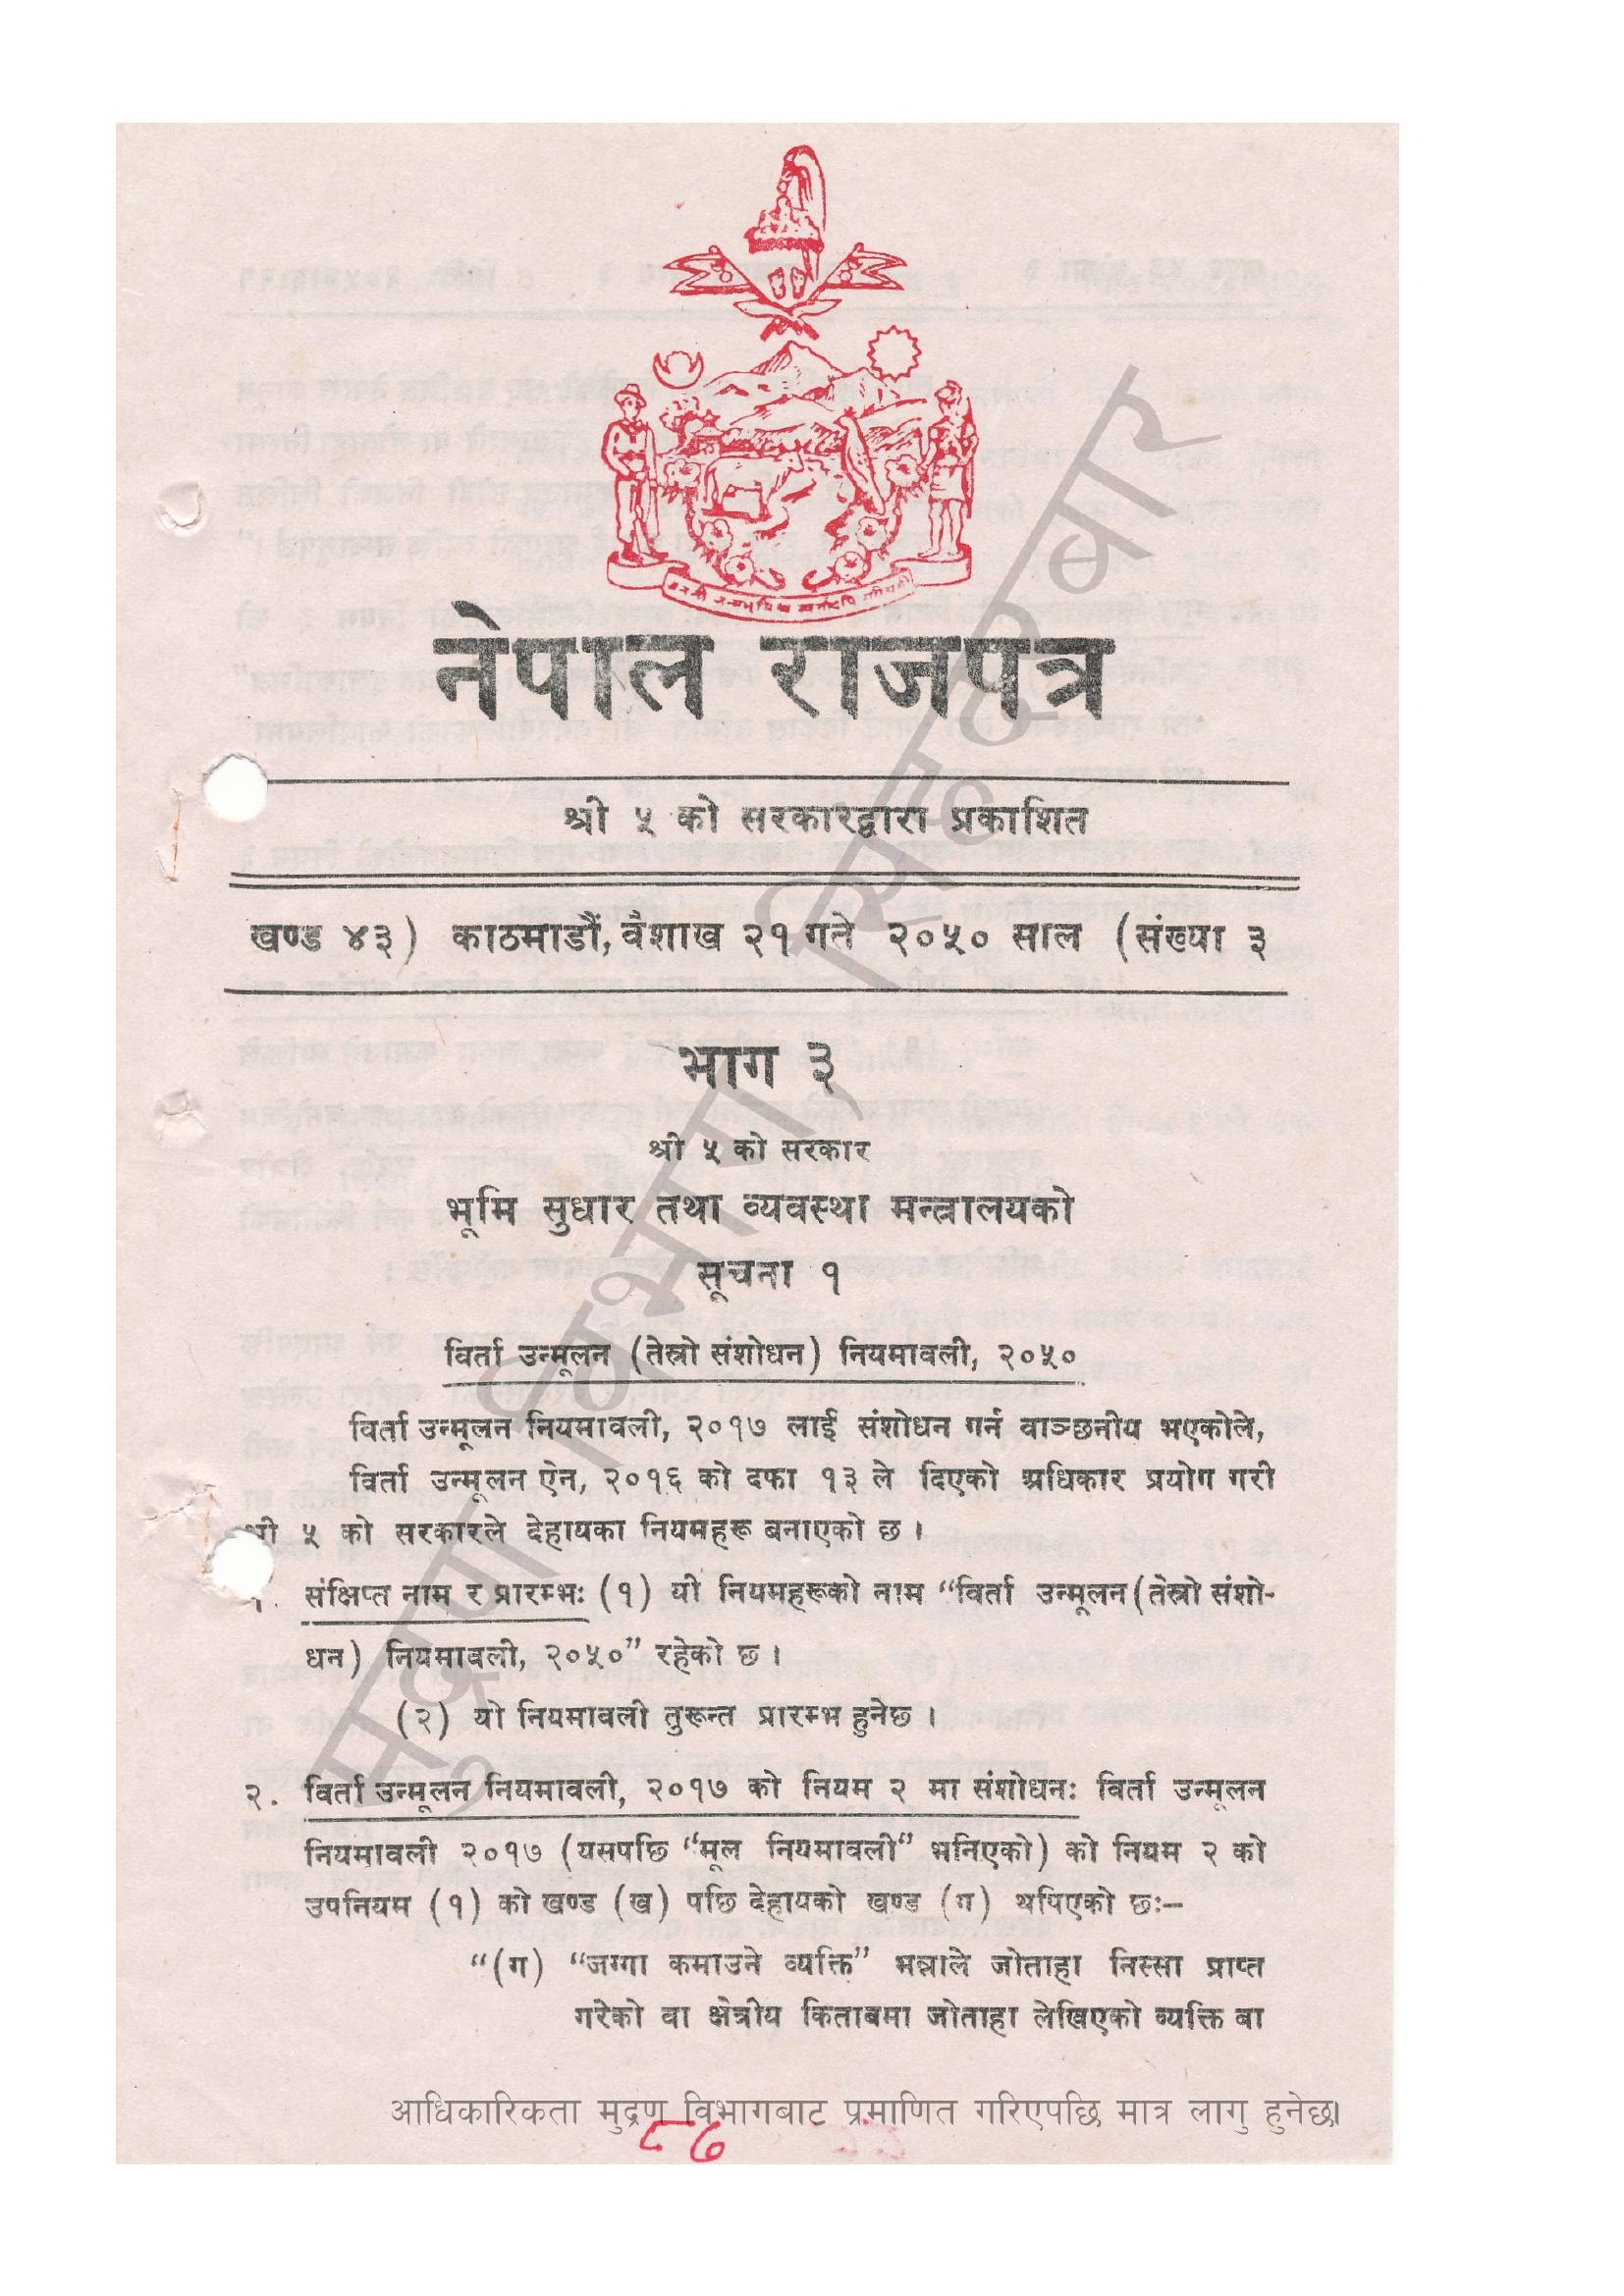 नेपाल राजपत्र
श्री ५ को सरकारद्वारा प्रकाशित
खण्ड ४३) काठमाडौं, वैशाख २१ गते २०५० साल (संख्या ३
भाग ३
श्री ५ को सरकार
भूमि सुधार तथा व्यवस्था मन्त्रालयको
सूचना १
विर्ता उन्मूलन (तेस्रो संशोधन) नियमावली, २०५०
विर्ता उन्मूलन नियमावली, २०१७ लाई संशोधन गर्न वाञ्छनीय भएकोले,
विर्ता उन्मूलन ऐन, २०१६ को दफा १३ ले दिएको अधिकार प्रयोग गरी
श्री ५ को सरकारले देहायका नियमहरू बनाएको छ ।
१. संक्षिप्त नाम र प्रारम्भः (१) यी नियमहरूको नाम “विर्ता उन्मूलन (तेस्रो संशो-
धन) नियमावली, २०५०” रहेको छ ।
(२) यो नियमावली तुरून्त प्रारम्भ हुनेछ ।
२. विर्ता उन्मूलन नियमावली, २०१७ को नियम २ मा संशोधनः विर्ता उन्मूलन
नियमावली २०१७ (यसपछि “मूल नियमावली” भनिएको) को नियम २ को
उपनियम (१) को खण्ड (ख) पछि देहायको खण्ड (ग) थपिएको छः–
“(ग) “जग्गा कमाउने व्यक्ति” भन्नाले जोताहा निस्सा प्राप्त
गरेको वा क्षेत्रीय किताबमा जोताहा लेखिएको व्यक्ति वा
आधिकारिकता मुद्रण विभागबाट प्रमाणित गरिएपछि मात्र लागु हुनेछ।
८७
मुद्रण विभाग, सिंहदरबार